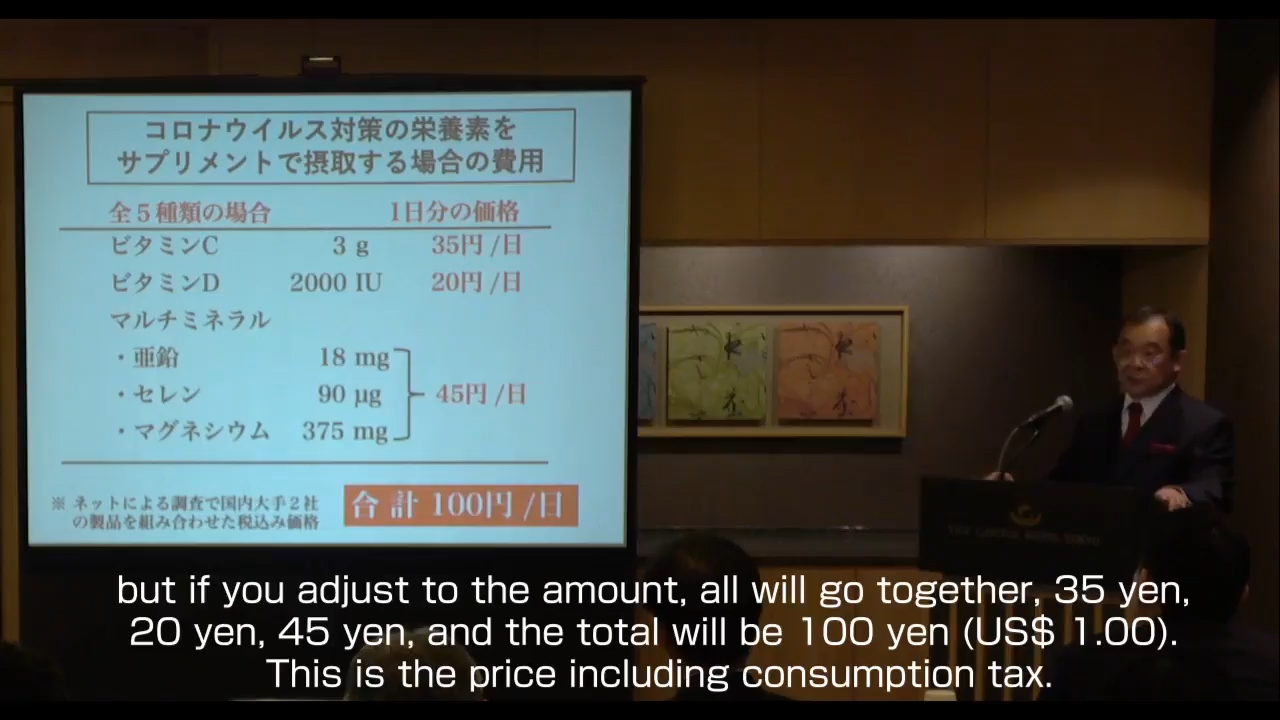 コロナウイルス対策の栄養素を
サプリメントで摂取する場合の費用
全5種類の場合 1日分の価格
ビタミンC 3 g 35円 /日
ビタミンD 2000 IU 20円 /日
マルチミネラル
・亜鉛 18 mg
・セレン 90 μg 45円 /日
・マグネシウム 375 mg
※ ネットによる調査で国内大手2社
の製品を組み合わせた税込み価格
合 計 100円 /日
but if you adjust to the amount, all will go together, 35 yen,
20 yen, 45 yen, and the total will be 100 yen (US$ 1.00).
This is the price including consumption tax.